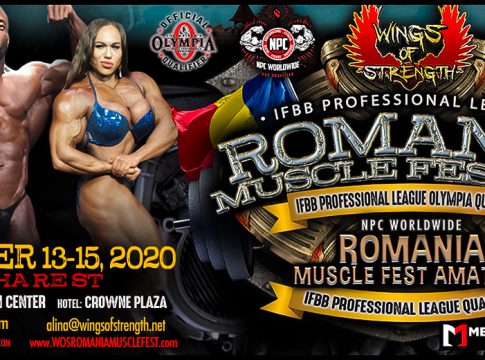 OFFICIAL
OLYMPIA
QUALIFIER
NPC
NPC WORLDWIDE
WINGS
OF
STRENGTH
• IFBB PROFESSIONAL LE
ROMAN
MUSCLE FES
IFBB PROFESSIONAL LEAGUE OLYMPIA QU
NPC WORLDWIDE
ROMANIA
MUSCLE FEST AMAT
IFBB PROFESSIONAL LEAGUE QUA
ER 13-15, 2020
HAREST
CENTER HOTEL: CROWNE PLAZA
m alina@wingsofstrength.net
WWW.WOSROMANIAMUSCLEFEST.COM
M ME